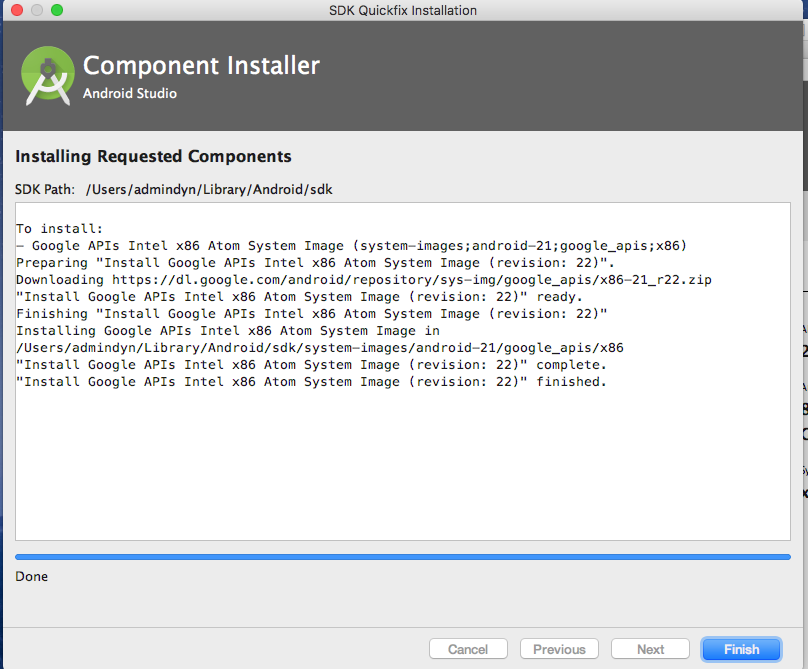 SDK Quickfix Installation
Component Installer
Android Studio
Installing Requested Components
SDK Path: /Users/admindyn/Library/Android/sdk
To install:
– Google APIs Intel x86 Atom System Image (system–images;android–21;google_apis;x86)
Preparing "Install Google APIs Intel x86 Atom System Image (revision: 22)".
Downloading https://dl.google.com/android/repository/sys-img/google_apis/x86-21_r22.zip
"Install Google APIs Intel x86 Atom System Image (revision: 22)" ready.
Finishing "Install Google APIs Intel x86 Atom System Image (revision: 22)"
Installing Google APIs Intel x86 Atom System Image in
/Users/admindyn/Library/Android/sdk/system–images/android–21/google_apis/x86
"Install Google APIs Intel x86 Atom System Image (revision: 22)" complete.
"Install Google APIs Intel x86 Atom System Image (revision: 22)" finished.
Done
Cancel
Previous
Next
Finish